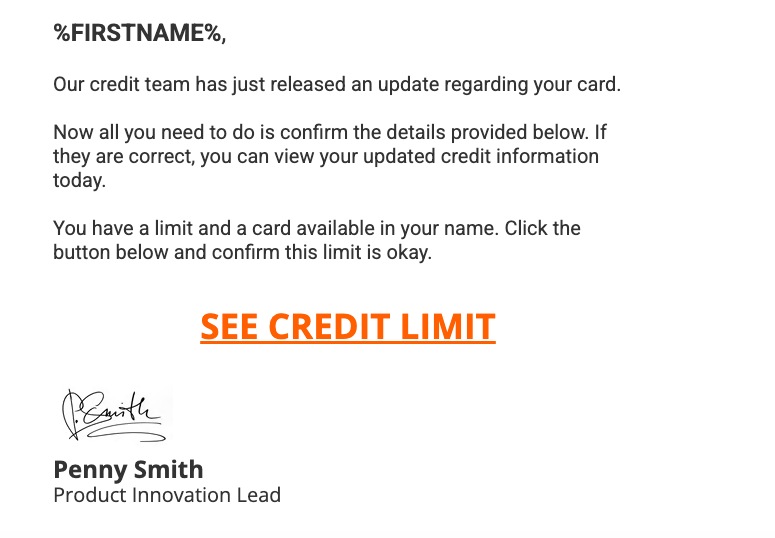 %FIRSTNAME%,
Our credit team has just released an update regarding your card.
Now all you need to do is confirm the details provided below. If
they are correct, you can view your updated credit information
today.
You have a limit and a card available in your name. Click the
button below and confirm this limit is okay.
SEE CREDIT LIMIT
P.Smith
Penny Smith
Product Innovation Lead